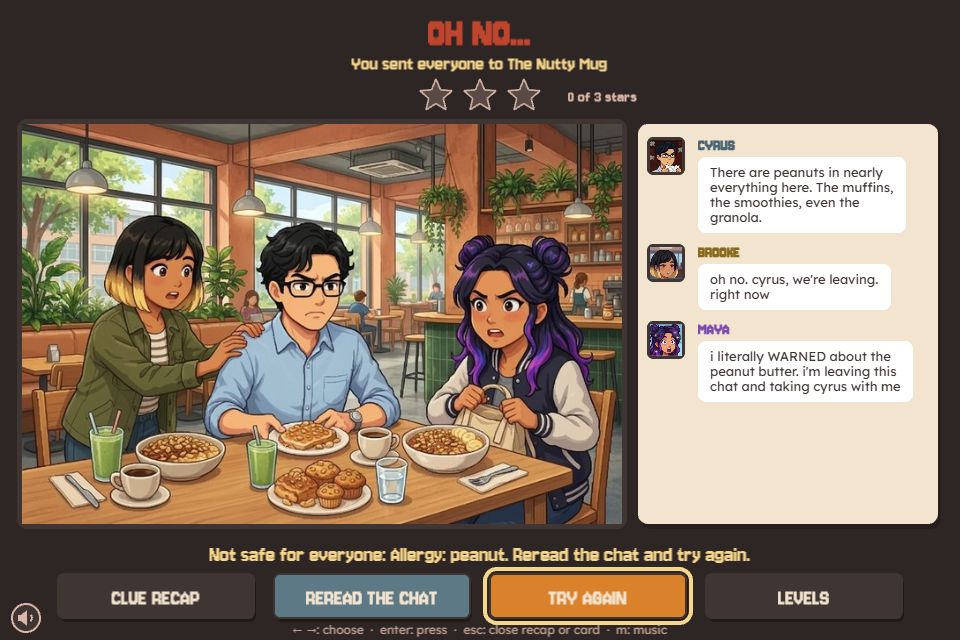 OH NO...
You sent everyone to The Nutty Mug
0 of 3 stars
CYRUS
There are peanuts in nearly
everything here. The muffins,
the smoothies, even the
granola.
BROOKE
oh no. cyrus, we're leaving.
right now
MAYA
i literally WARNED about the
peanut butter. i'm leaving this
chat and taking cyrus with me
Not safe for everyone: Allergy: peanut. Reread the chat and try again.
CLUE RECAP
REREAD THE CHAT
TRY AGAIN
LEVELS
← →: choose · enter: press · esc: close recap or card · m: music